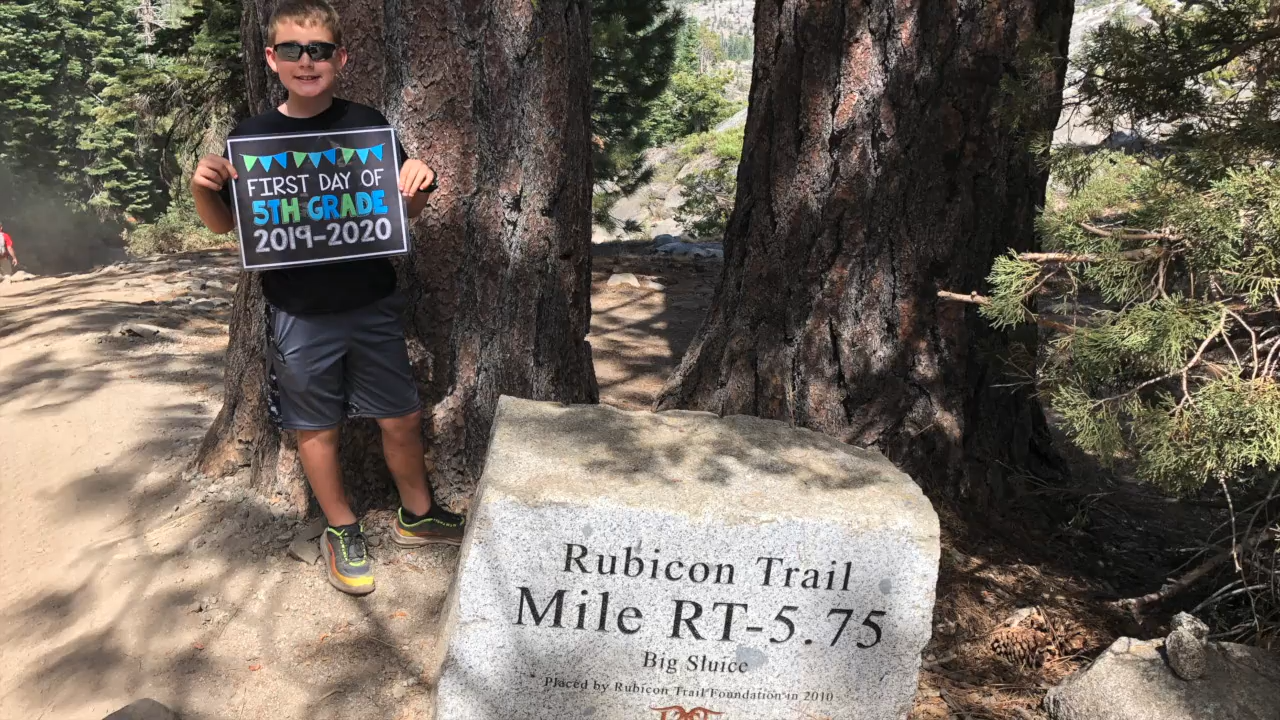 FIRST DAY OF
5TH GRADE
2019-2020
Rubicon Trail
Mile RT-5.75
Big Sluice
Placed by Rubicon Trail Foundation in 2010